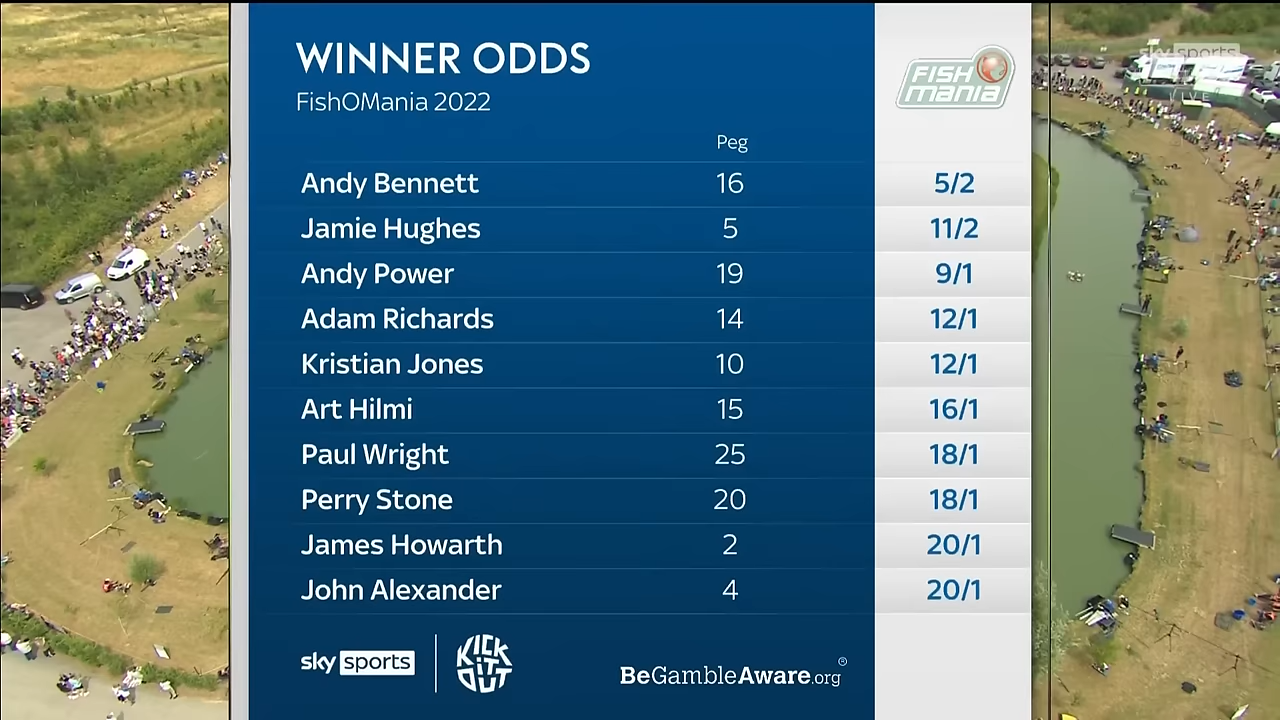 WINNER ODDS
FishOMania 2022
FISH
mania
sky sports
LIVE
Peg
Andy Bennett 16 5/2
Jamie Hughes 5 11/2
Andy Power 19 9/1
Adam Richards 14 12/1
Kristian Jones 10 12/1
Art Hilmi 15 16/1
Paul Wright 25 18/1
Perry Stone 20 18/1
James Howarth 2 20/1
John Alexander 4 20/1
sky sports
KICK
IT
OUT
BeGambleAware.org®